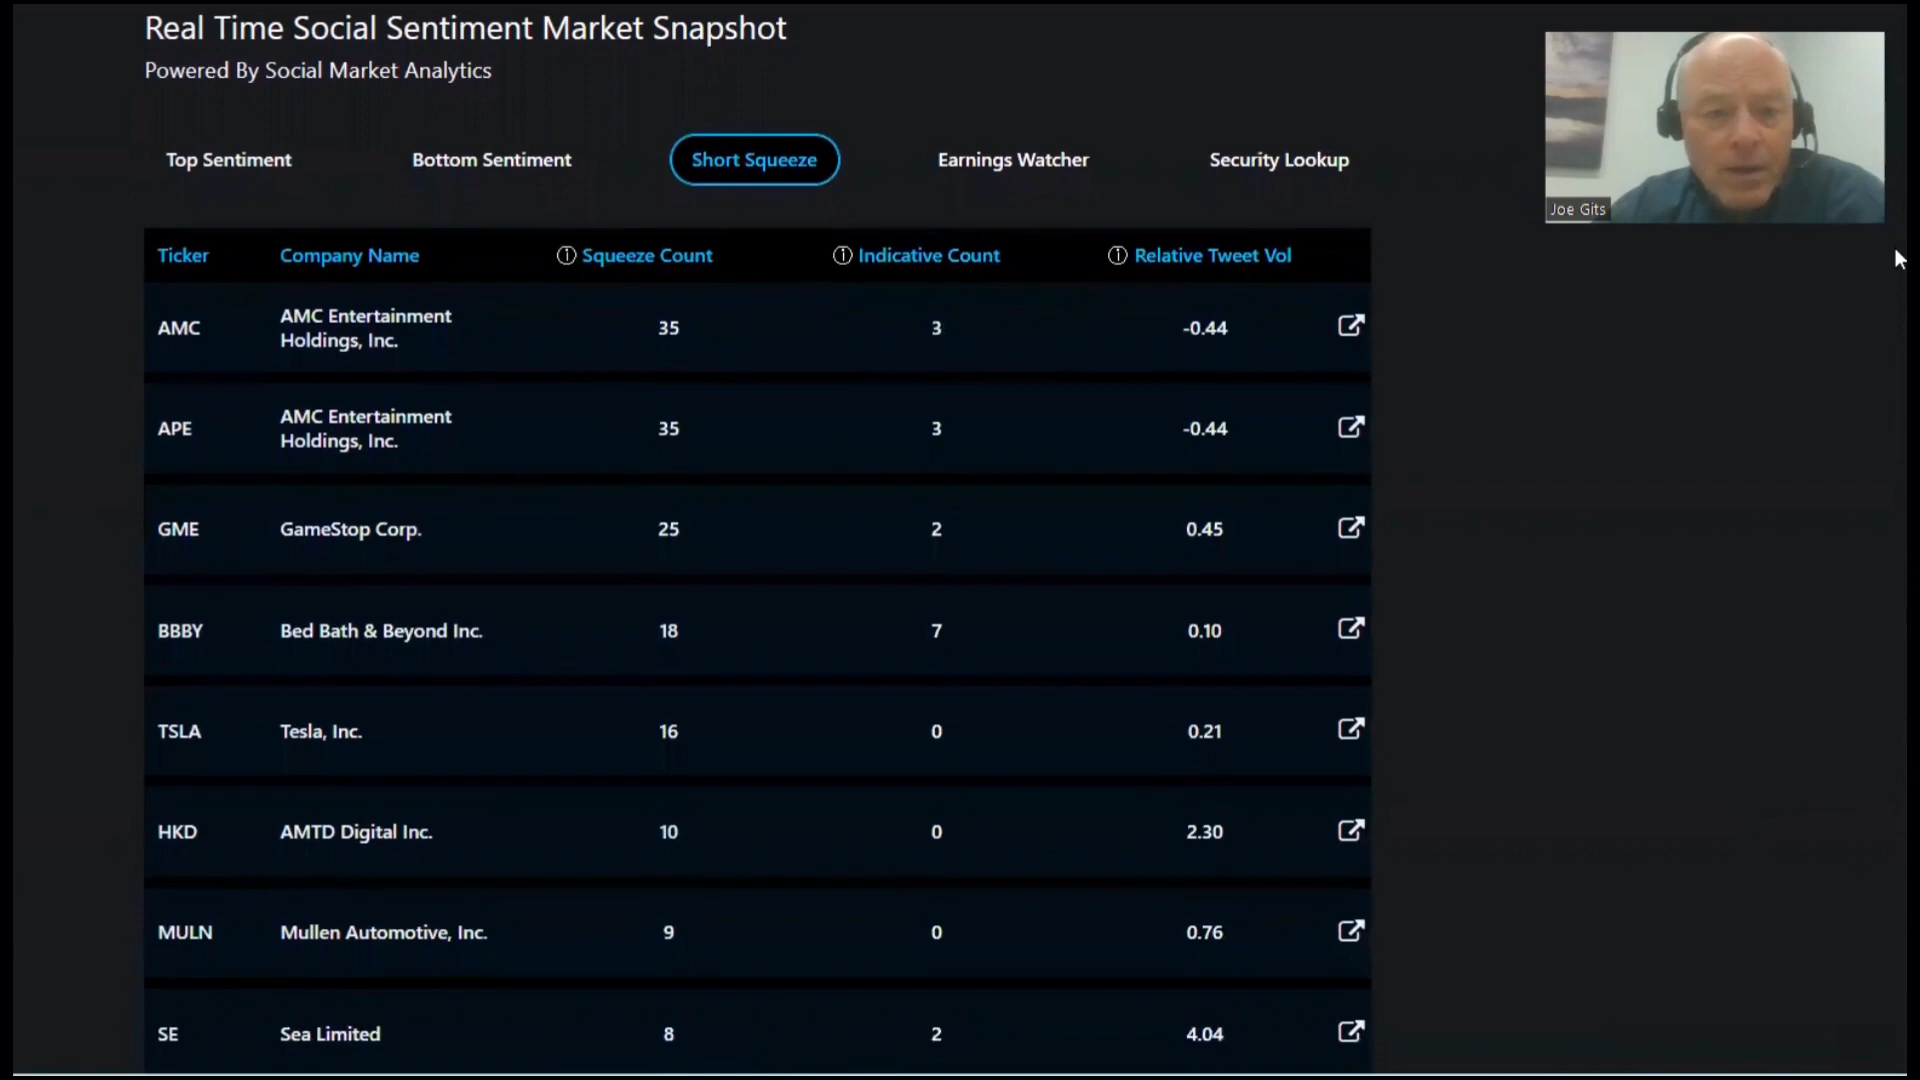 Real Time Social Sentiment Market Snapshot
Powered By Social Market Analytics
Top Sentiment Bottom Sentiment Short Squeeze Earnings Watcher Security Lookup
Joe Gits
Ticker Company Name Squeeze Count Indicative Count Relative Tweet Vol
AMC AMC Entertainment Holdings, Inc. 35 3 -0.44
APE AMC Entertainment Holdings, Inc. 35 3 -0.44
GME GameStop Corp. 25 2 0.45
BBBY Bed Bath & Beyond Inc. 18 7 0.10
TSLA Tesla, Inc. 16 0 0.21
HKD AMTD Digital Inc. 10 0 2.30
MULN Mullen Automotive, Inc. 9 0 0.76
SE Sea Limited 8 2 4.04